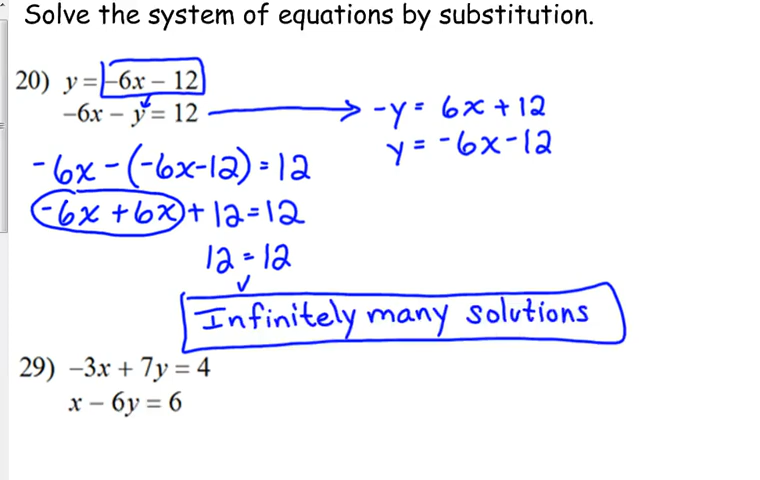 Solve the system of equations by substitution.
20) y = -6x - 12
-6x - y = 12
-y = 6x + 12
y = -6x - 12
-6x - (-6x - 12) = 12
-6x + 6x + 12 = 12
12 = 12
✓
Infinitely many solutions
29) -3x + 7y = 4
x - 6y = 6